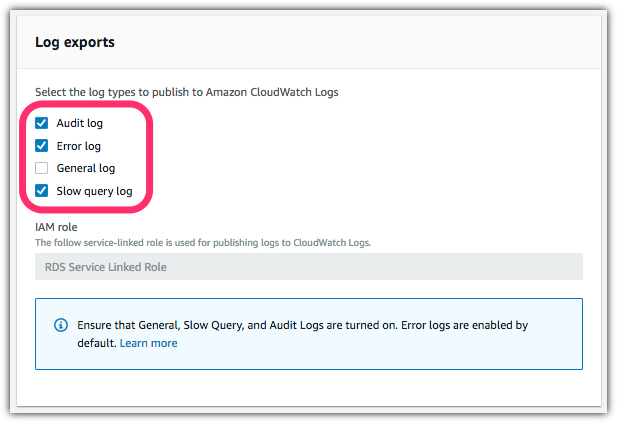 Log exports
Select the log types to publish to Amazon CloudWatch Logs
Audit log
Error log
General log
Slow query log
IAM role
The follow service-linked role is used for publishing logs to CloudWatch Logs.
RDS Service Linked Role
Ensure that General, Slow Query, and Audit Logs are turned on. Error logs are enabled by
default. Learn more